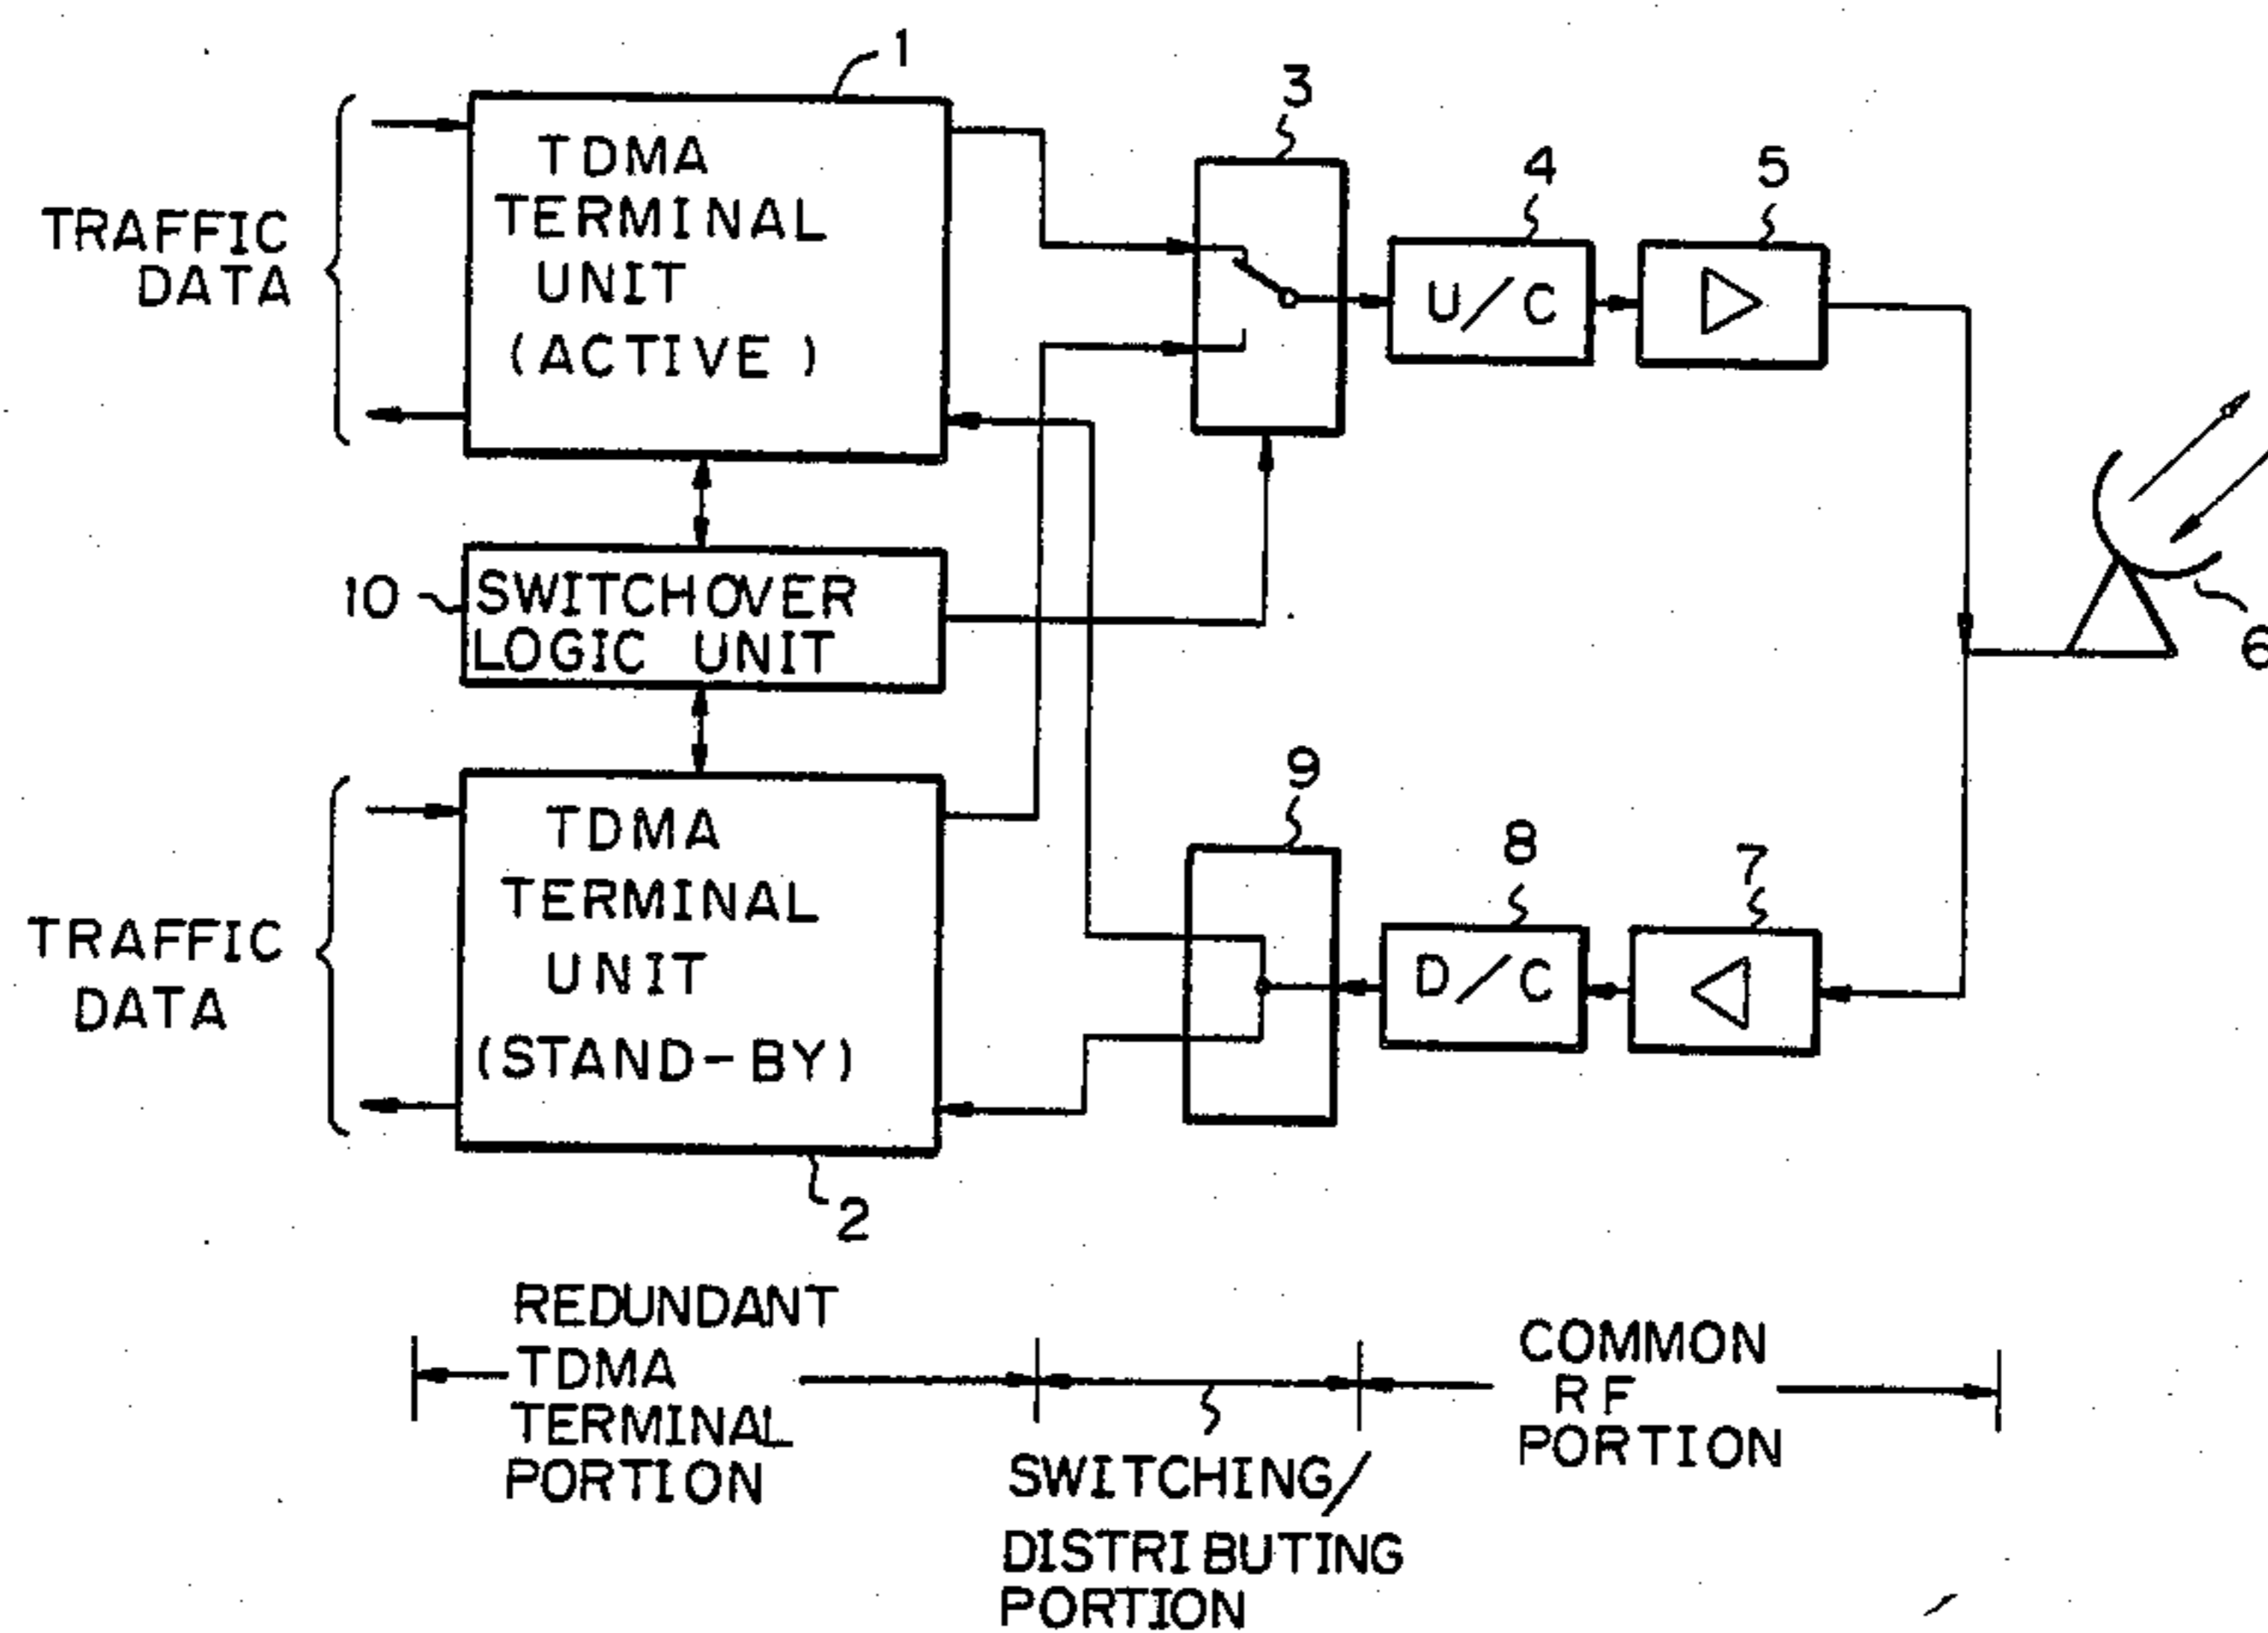 1
TDMA
TERMINAL
UNIT
(ACTIVE)
TRAFFIC
DATA
3
4
U/C
5
6
10
SWITCHOVER
LOGIC UNIT
TDMA
TERMINAL
UNIT
(STAND-BY)
TRAFFIC
DATA
2
9
8
D/C
7
REDUNDANT
TDMA
TERMINAL
PORTION
SWITCHING/
DISTRIBUTING
PORTION
COMMON
RF
PORTION